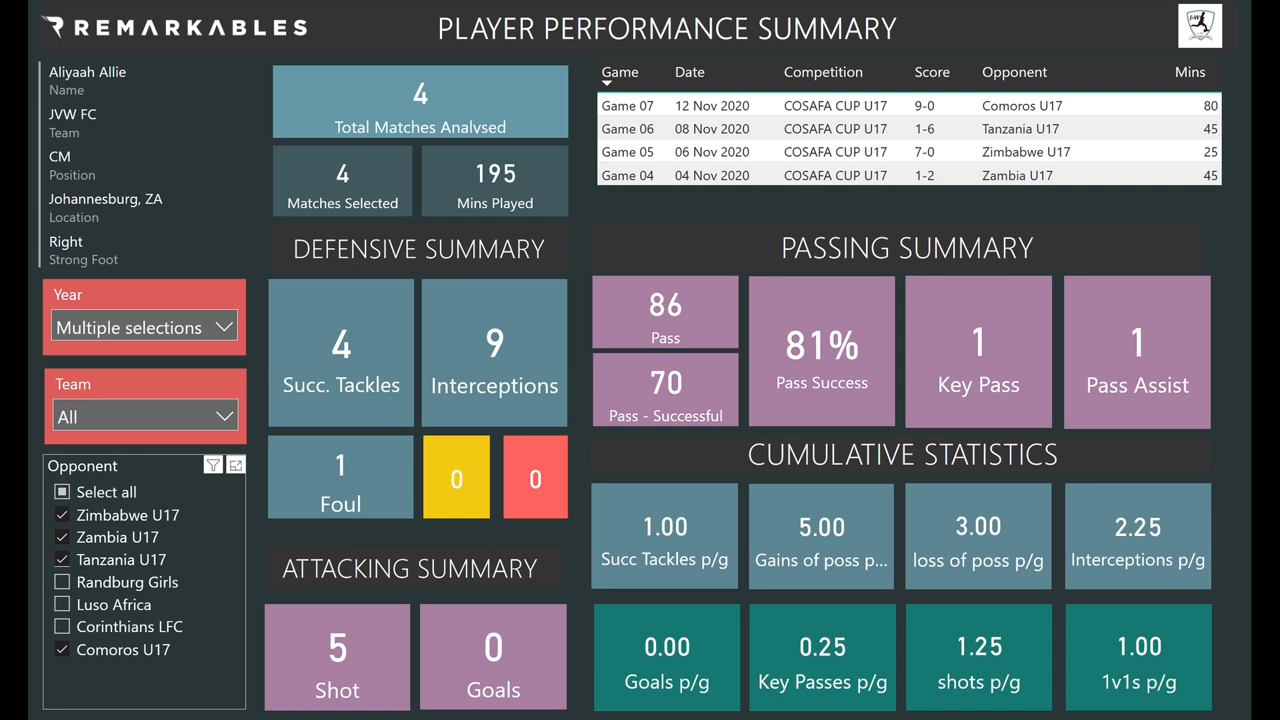 REMARKABLES
PLAYER PERFORMANCE SUMMARY
Aliyaah Allie
Name
JVW FC
Team
CM
Position
Johannesburg, ZA
Location
Right
Strong Foot
Year
Multiple selections
Team
All
Opponent
Select all
Zimbabwe U17
Zambia U17
Tanzania U17
Randburg Girls
Luso Africa
Corinthians LFC
Comoros U17
4
Total Matches Analysed
4
Matches Selected
195
Mins Played
Game Date Competition Score Opponent Mins
Game 07 12 Nov 2020 COSAFA CUP U17 9-0 Comoros U17 80
Game 06 08 Nov 2020 COSAFA CUP U17 1-6 Tanzania U17 45
Game 05 06 Nov 2020 COSAFA CUP U17 7-0 Zimbabwe U17 25
Game 04 04 Nov 2020 COSAFA CUP U17 1-2 Zambia U17 45
DEFENSIVE SUMMARY
4
Succ. Tackles
9
Interceptions
1
Foul
0
0
ATTACKING SUMMARY
5
Shot
0
Goals
PASSING SUMMARY
86
Pass
70
Pass - Successful
81%
Pass Success
1
Key Pass
1
Pass Assist
CUMULATIVE STATISTICS
1.00
Succ Tackles p/g
5.00
Gains of poss p...
3.00
loss of poss p/g
2.25
Interceptions p/g
0.00
Goals p/g
0.25
Key Passes p/g
1.25
shots p/g
1.00
1v1s p/g